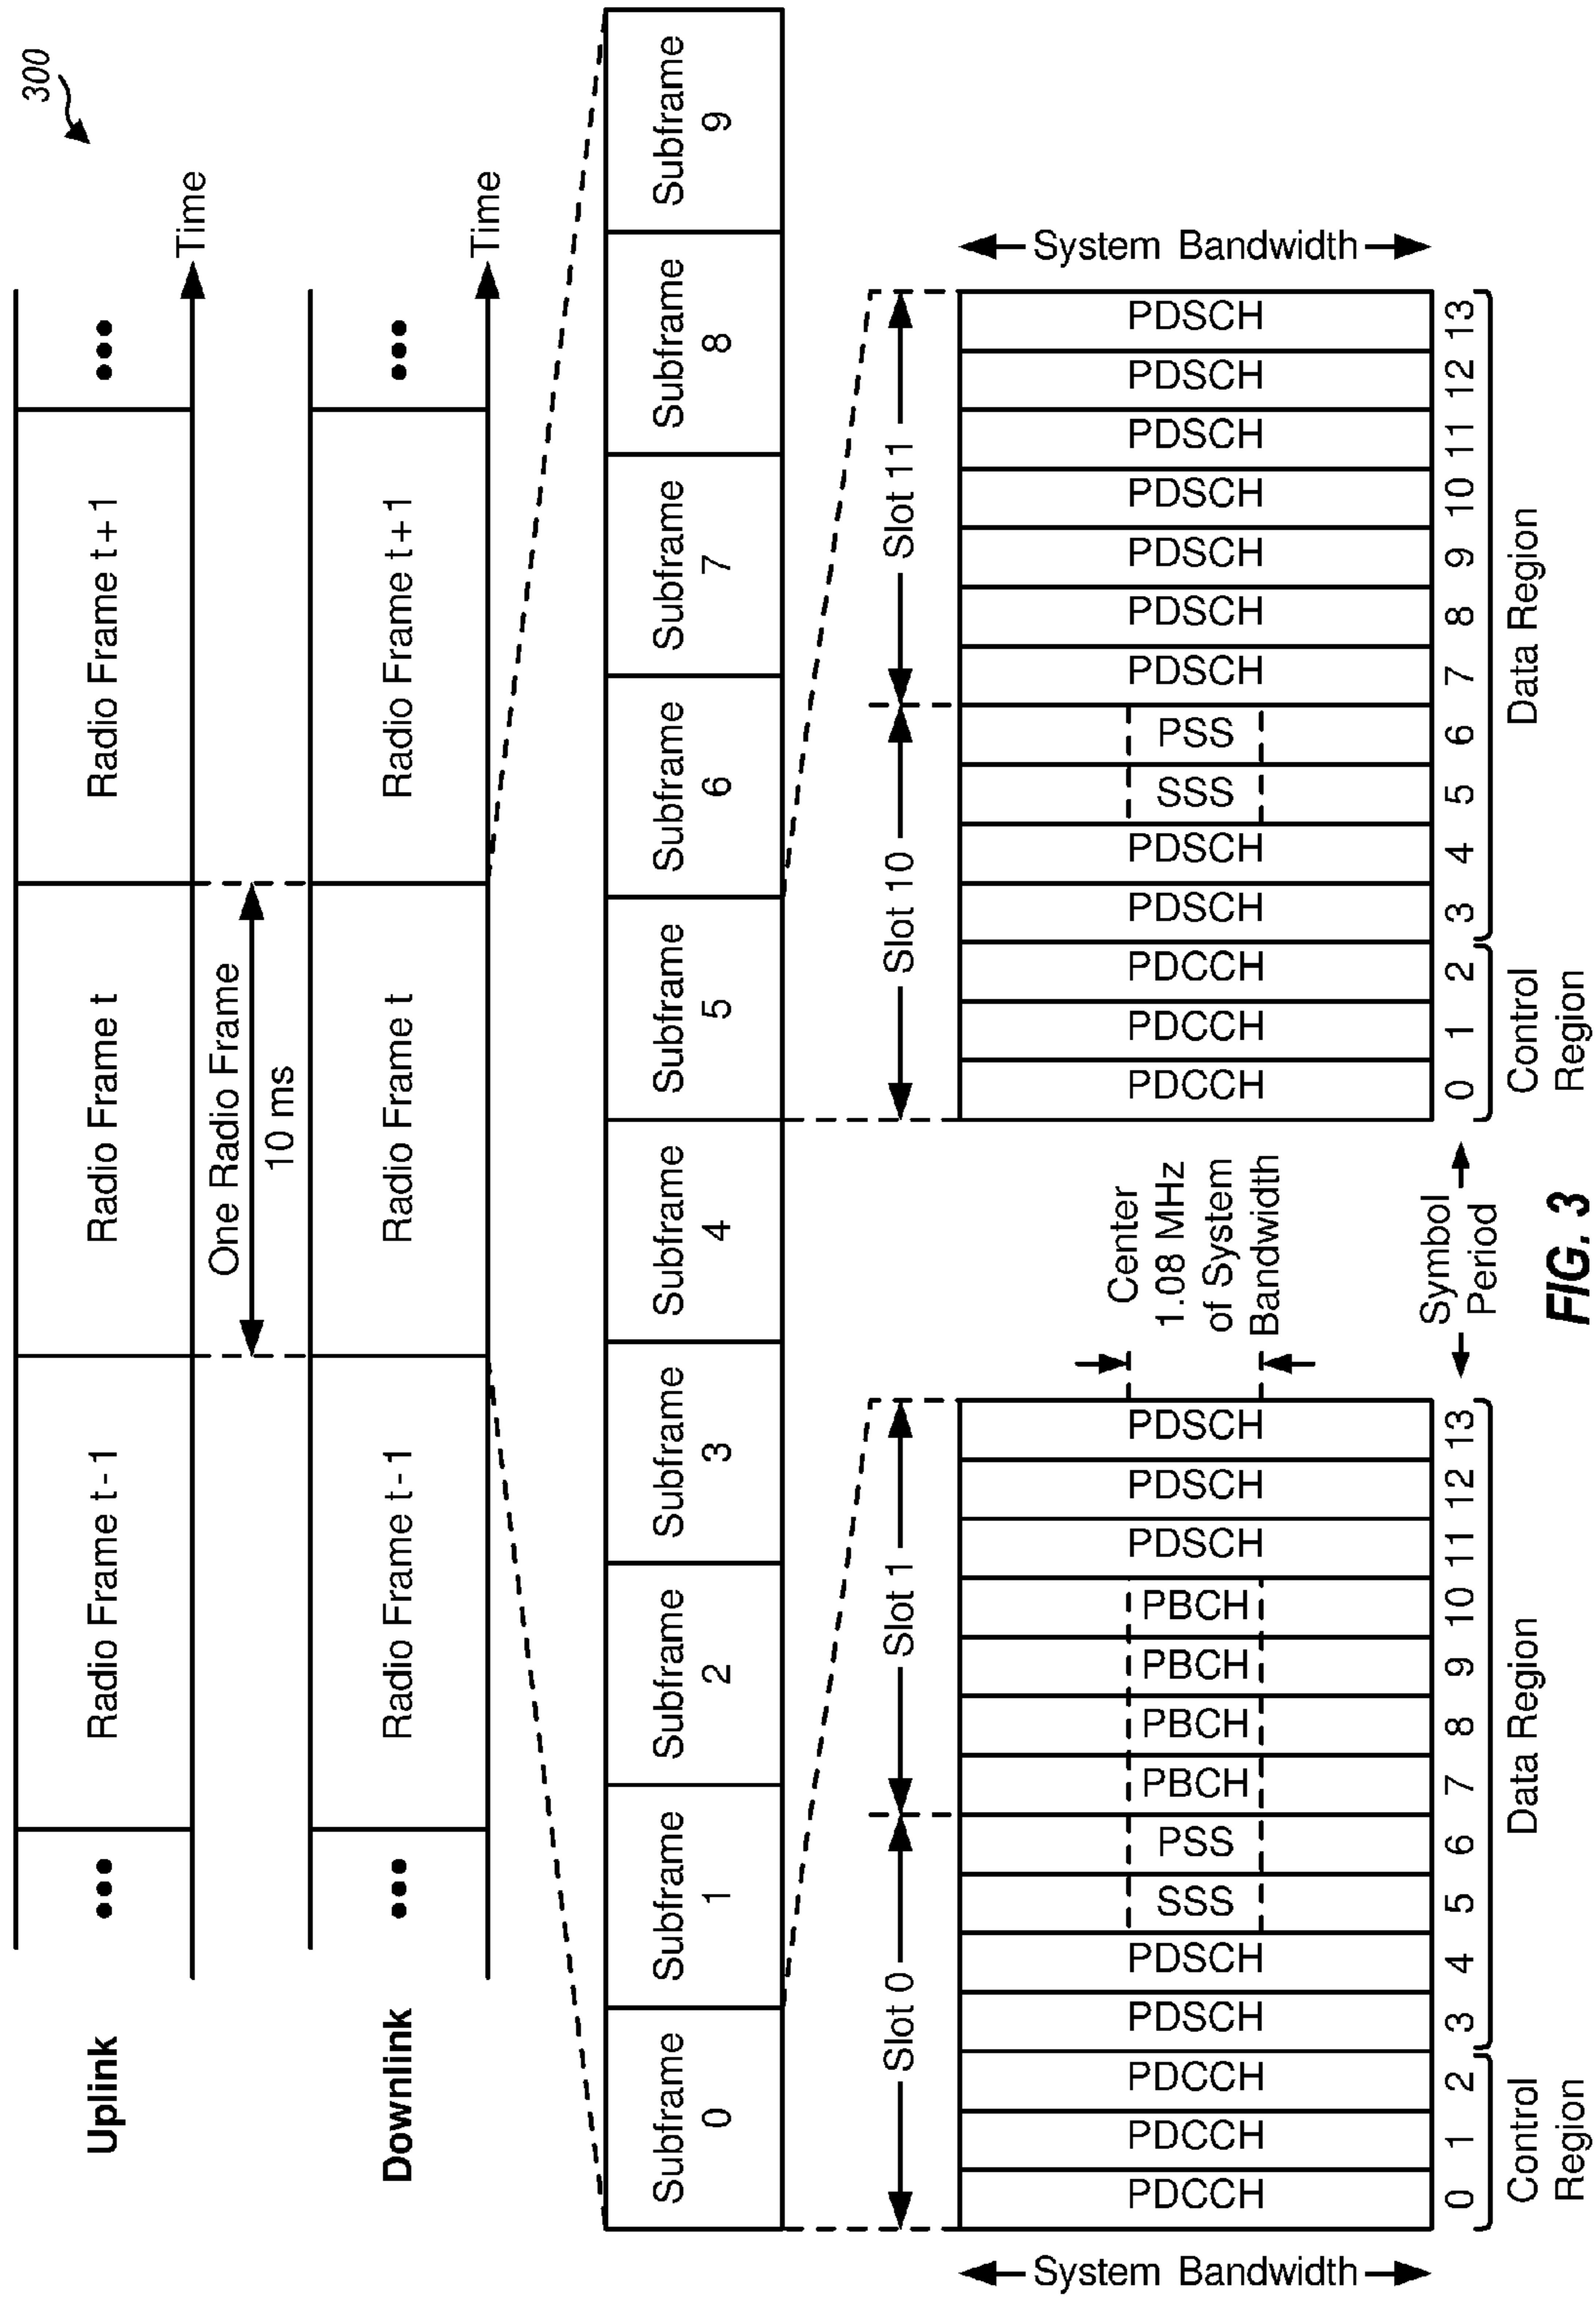 300
Uplink
•••
Radio Frame t-1
Radio Frame t
Radio Frame t+1
•••
Time
One Radio Frame
10 ms
Downlink
•••
Radio Frame t-1
Radio Frame t
Radio Frame t+1
•••
Time
Subframe
0
Subframe
1
Subframe
2
Subframe
3
Subframe
4
Subframe
5
Subframe
6
Subframe
7
Subframe
8
Subframe
9
Slot 0
Slot 1
Slot 10
Slot 11
System Bandwidth
PDCCH
PDCCH
PDCCH
PDSCH
PDSCH
SSS
PSS
PBCH
PBCH
PBCH
PBCH
PDSCH
PDSCH
PDSCH
Center
1.08 MHz
of System
Bandwidth
PDCCH
PDCCH
PDCCH
PDSCH
PDSCH
SSS
PSS
PDSCH
PDSCH
PDSCH
PDSCH
PDSCH
PDSCH
PDSCH
System Bandwidth
0 1 2 3 4 5 6 7 8 9 10 11 12 13
Symbol
Period
0 1 2 3 4 5 6 7 8 9 10 11 12 13
Control
Region
Data Region
Control
Region
Data Region
FIG. 3